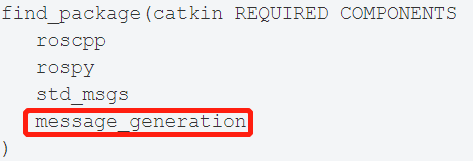 find_package(catkin REQUIRED COMPONENTS
roscpp
rospy
std_msgs
message_generation
)